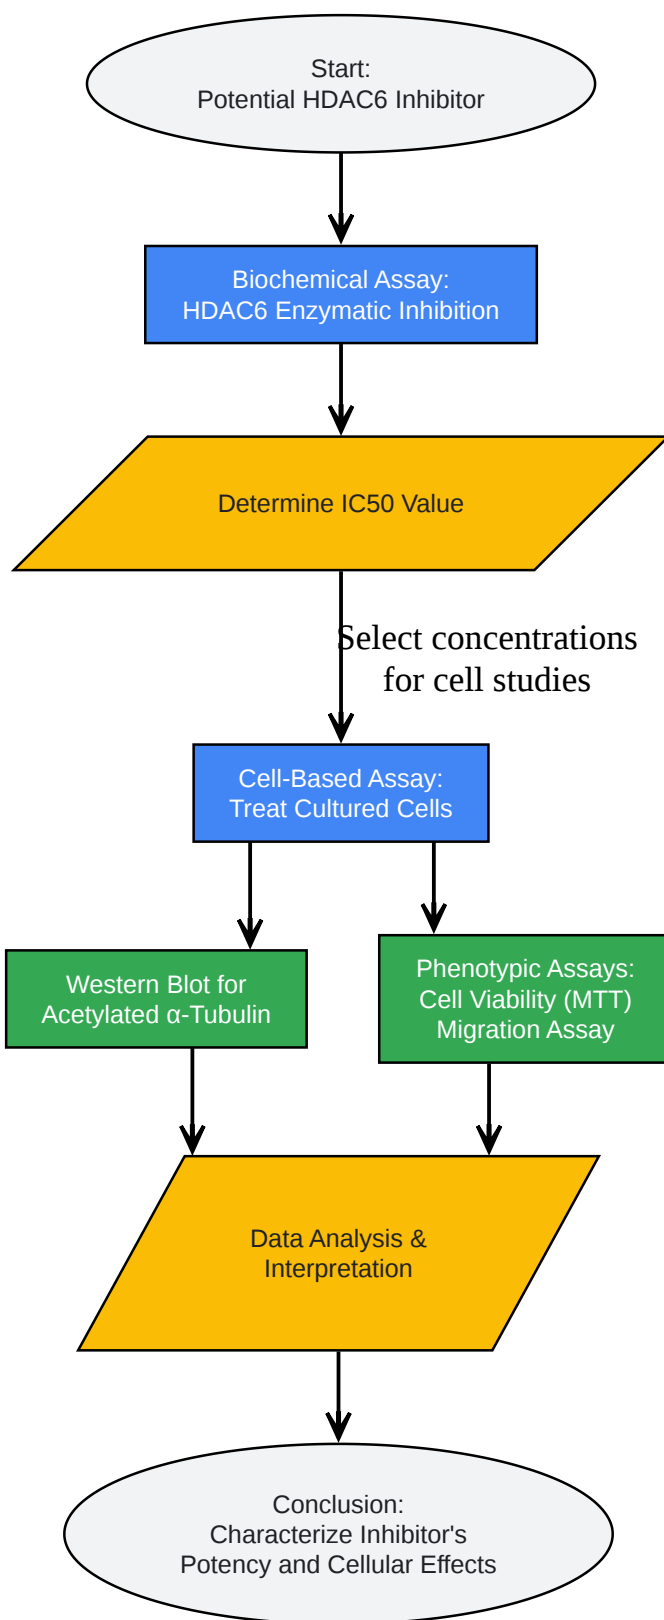 Start:
Potential HDAC6 Inhibitor
Biochemical Assay:
HDAC6 Enzymatic Inhibition
Determine IC50 Value
Select concentrations
for cell studies
Cell-Based Assay:
Treat Cultured Cells
Western Blot for
Acetylated α-Tubulin
Phenotypic Assays:
Cell Viability (MTT)
Migration Assay
Data Analysis &
Interpretation
Conclusion:
Characterize Inhibitor's
Potency and Cellular Effects